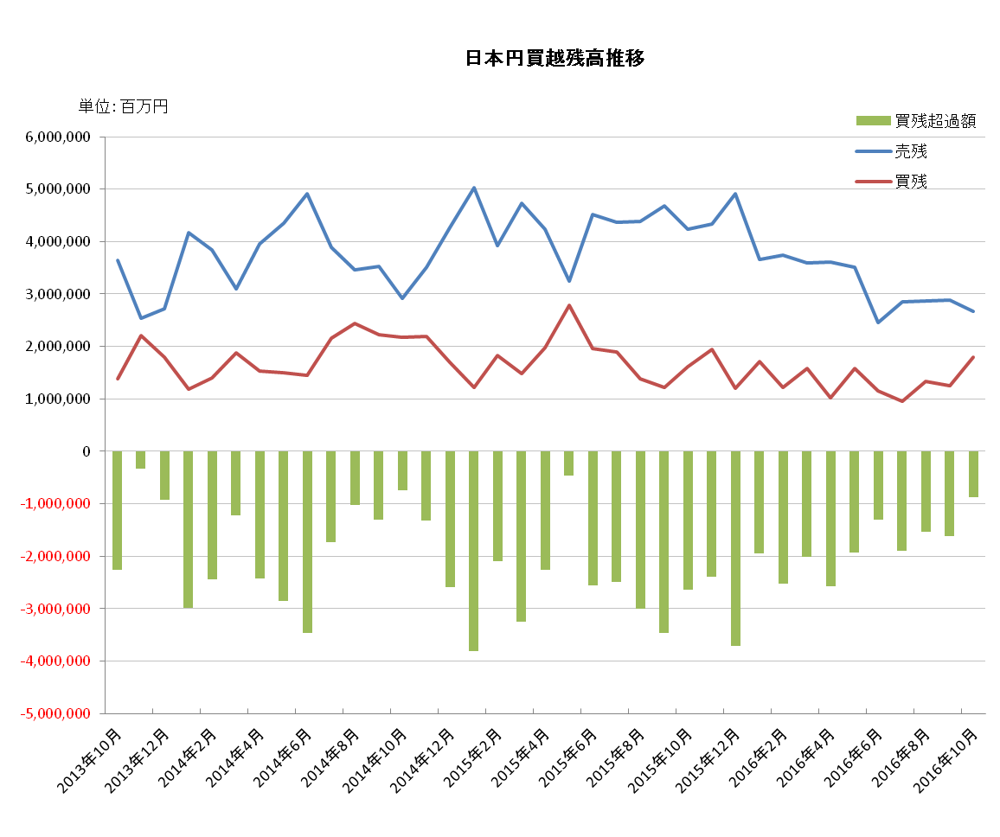 日本円買越残高推移
単位：百万円
買残超過額
売残
買残
6,000,000
5,000,000
4,000,000
3,000,000
2,000,000
1,000,000
0
-1,000,000
-2,000,000
-3,000,000
-4,000,000
-5,000,000
2013年10月
2013年12月
2014年2月
2014年4月
2014年6月
2014年8月
2014年10月
2014年12月
2015年2月
2015年4月
2015年6月
2015年8月
2015年10月
2015年12月
2016年2月
2016年4月
2016年6月
2016年8月
2016年10月